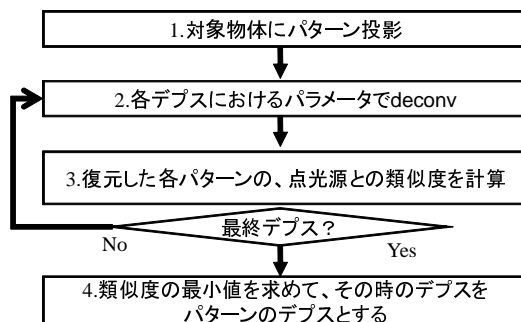 1.対象物体にパターン投影
2.各デプスにおけるパラメータでdeconv
3.復元した各パターンの、点光源との類似度を計算
最終デプス？
No
Yes
4.類似度の最小値を求めて、その時のデプスを
パターンのデプスとする